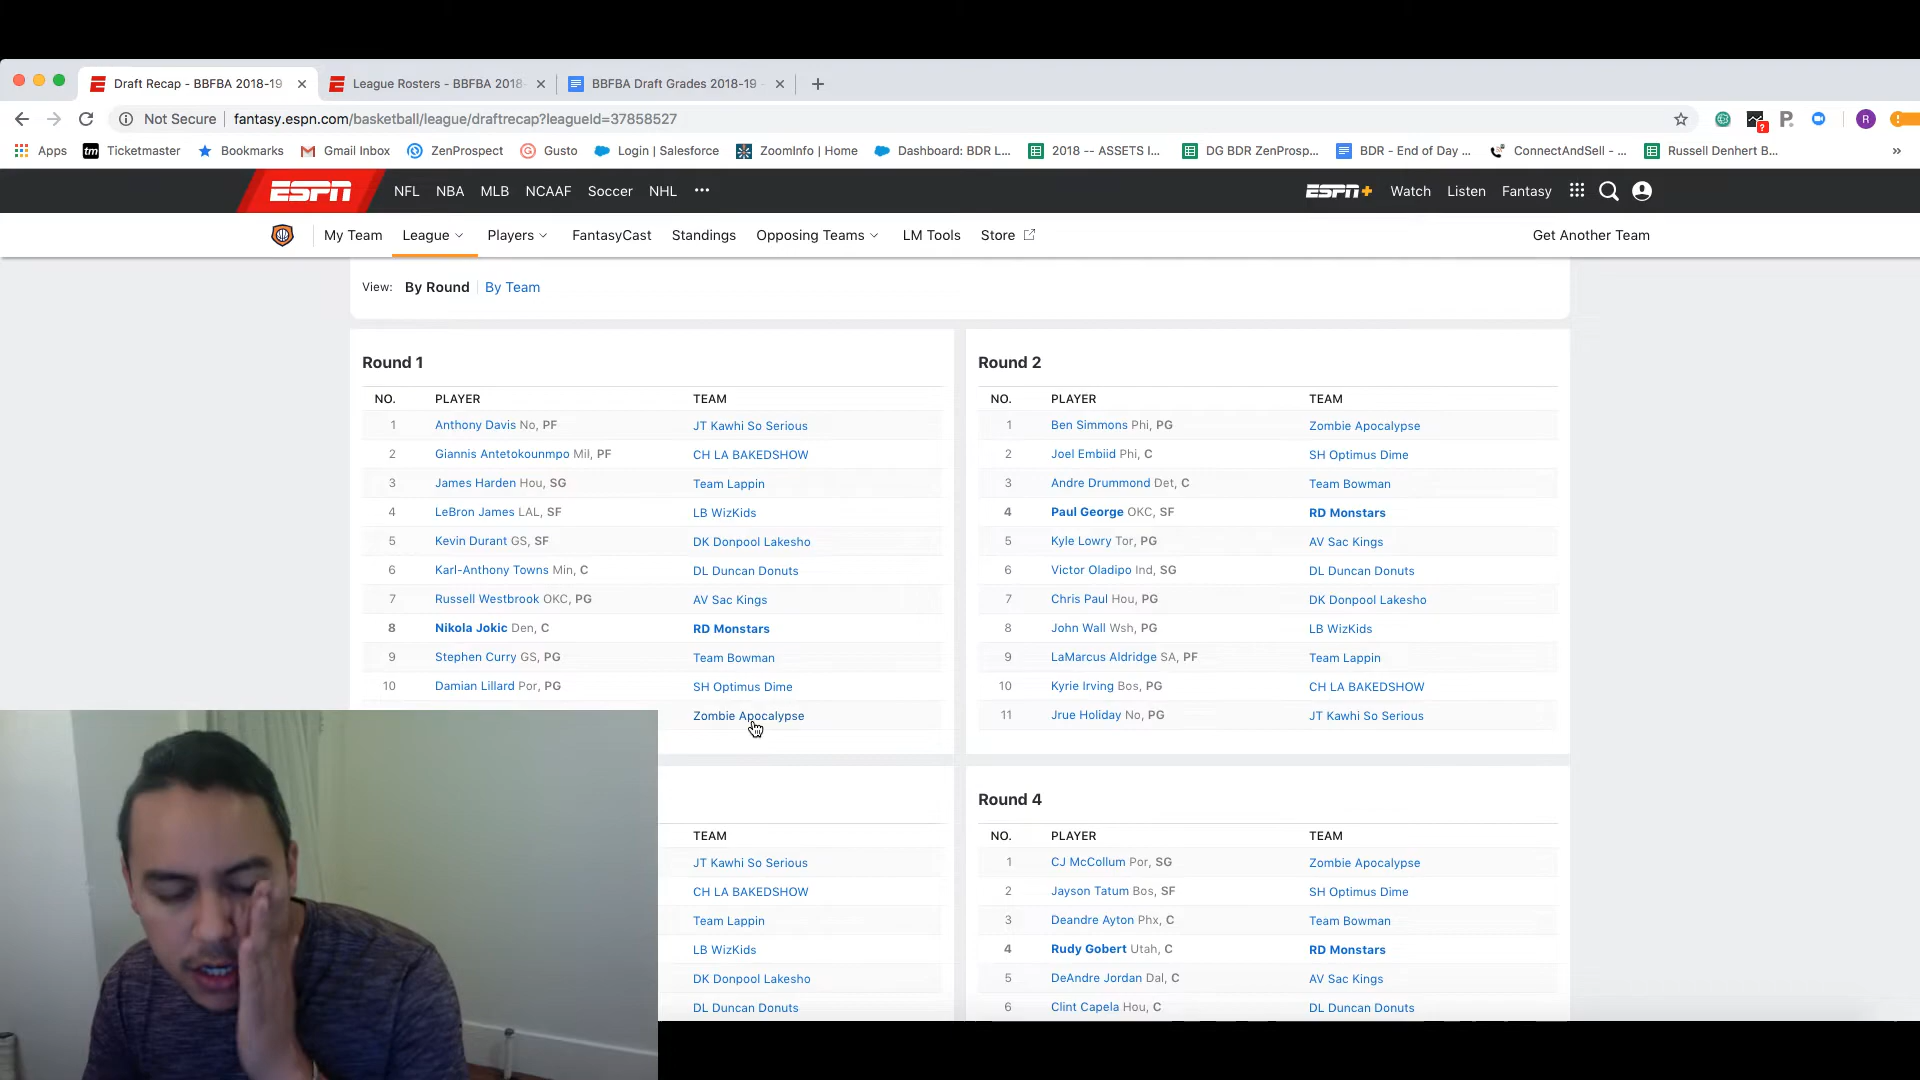 Draft Recap - BBFBA 2018-19
League Rosters - BBFBA 2018-
BBFBA Draft Grades 2018-19 -
Not Secure fantasy.espn.com/basketball/league/draftrecap?leagueId=37858527
? R
Apps tm Ticketmaster Bookmarks Gmail Inbox ZenProspect Gusto Login | Salesforce ZoomInfo | Home Dashboard: BDR L... 2018 -- ASSETS I... DG BDR ZenProsp... BDR - End of Day ... ConnectAndSell - ... Russell Denhert B... »
ESPN NFL NBA MLB NCAAF Soccer NHL ••• ESPN+ Watch Listen Fantasy
My Team League Players FantasyCast Standings Opposing Teams LM Tools Store Get Another Team
View: By Round By Team
Round 1
NO. PLAYER TEAM
1 Anthony Davis No, PF JT Kawhi So Serious
2 Giannis Antetokounmpo Mil, PF CH LA BAKEDSHOW
3 James Harden Hou, SG Team Lappin
4 LeBron James LAL, SF LB WizKids
5 Kevin Durant GS, SF DK Donpool Lakesho
6 Karl-Anthony Towns Min, C DL Duncan Donuts
7 Russell Westbrook OKC, PG AV Sac Kings
8 Nikola Jokic Den, C RD Monstars
9 Stephen Curry GS, PG Team Bowman
10 Damian Lillard Por, PG SH Optimus Dime
Zombie Apocalypse
Round 2
NO. PLAYER TEAM
1 Ben Simmons Phi, PG Zombie Apocalypse
2 Joel Embiid Phi, C SH Optimus Dime
3 Andre Drummond Det, C Team Bowman
4 Paul George OKC, SF RD Monstars
5 Kyle Lowry Tor, PG AV Sac Kings
6 Victor Oladipo Ind, SG DL Duncan Donuts
7 Chris Paul Hou, PG DK Donpool Lakesho
8 John Wall Wsh, PG LB WizKids
9 LaMarcus Aldridge SA, PF Team Lappin
10 Kyrie Irving Bos, PG CH LA BAKEDSHOW
11 Jrue Holiday No, PG JT Kawhi So Serious
TEAM
JT Kawhi So Serious
CH LA BAKEDSHOW
Team Lappin
LB WizKids
DK Donpool Lakesho
DL Duncan Donuts
Round 4
NO. PLAYER TEAM
1 CJ McCollum Por, SG Zombie Apocalypse
2 Jayson Tatum Bos, SF SH Optimus Dime
3 Deandre Ayton Phx, C Team Bowman
4 Rudy Gobert Utah, C RD Monstars
5 DeAndre Jordan Dal, C AV Sac Kings
6 Clint Capela Hou, C DL Duncan Donuts